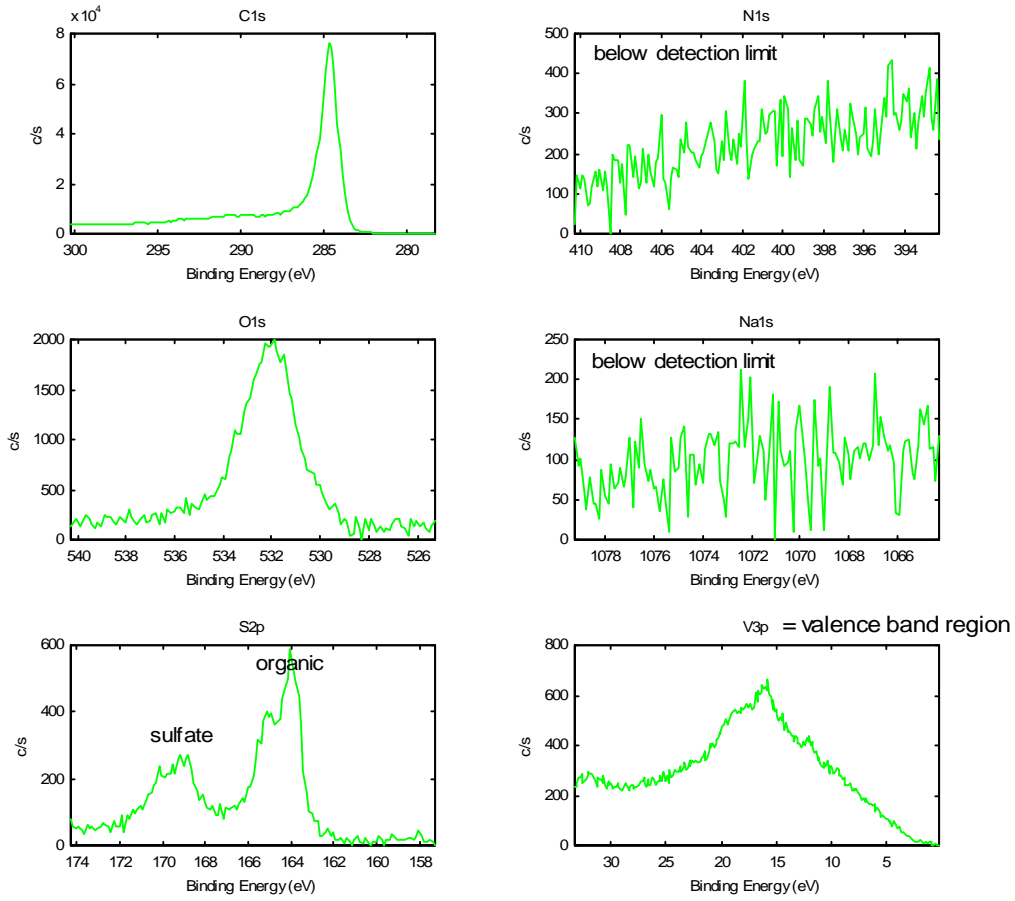 C1s
x 10⁴
8
6
4
2
0
c/s
300 295 290 285 280
Binding Energy (eV)
N1s
below detection limit
500
400
300
200
100
0
c/s
410 408 406 404 402 400 398 396 394
Binding Energy (eV)
O1s
2000
1500
1000
500
0
c/s
540 538 536 534 532 530 528 526
Binding Energy (eV)
Na1s
below detection limit
250
200
150
100
50
0
c/s
1078 1076 1074 1072 1070 1068 1066
Binding Energy (eV)
S2p
600
organic
sulfate
400
200
0
c/s
174 172 170 168 166 164 162 160 158
Binding Energy (eV)
V3p = valence band region
800
600
400
200
0
c/s
30 25 20 15 10 5
Binding Energy (eV)